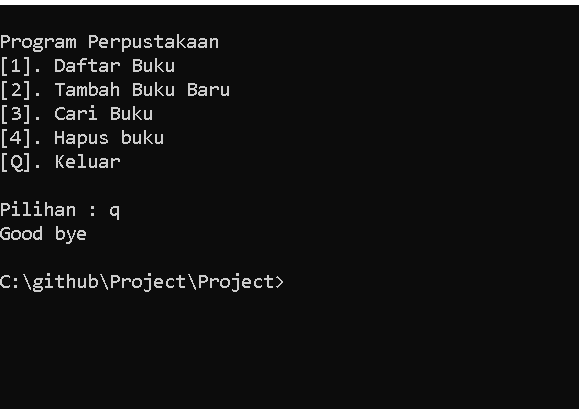 Program Perpustakaan
[1]. Daftar Buku
[2]. Tambah Buku Baru
[3]. Cari Buku
[4]. Hapus buku
[Q]. Keluar
Pilihan : q
Good bye
C:\github\Project\Project>